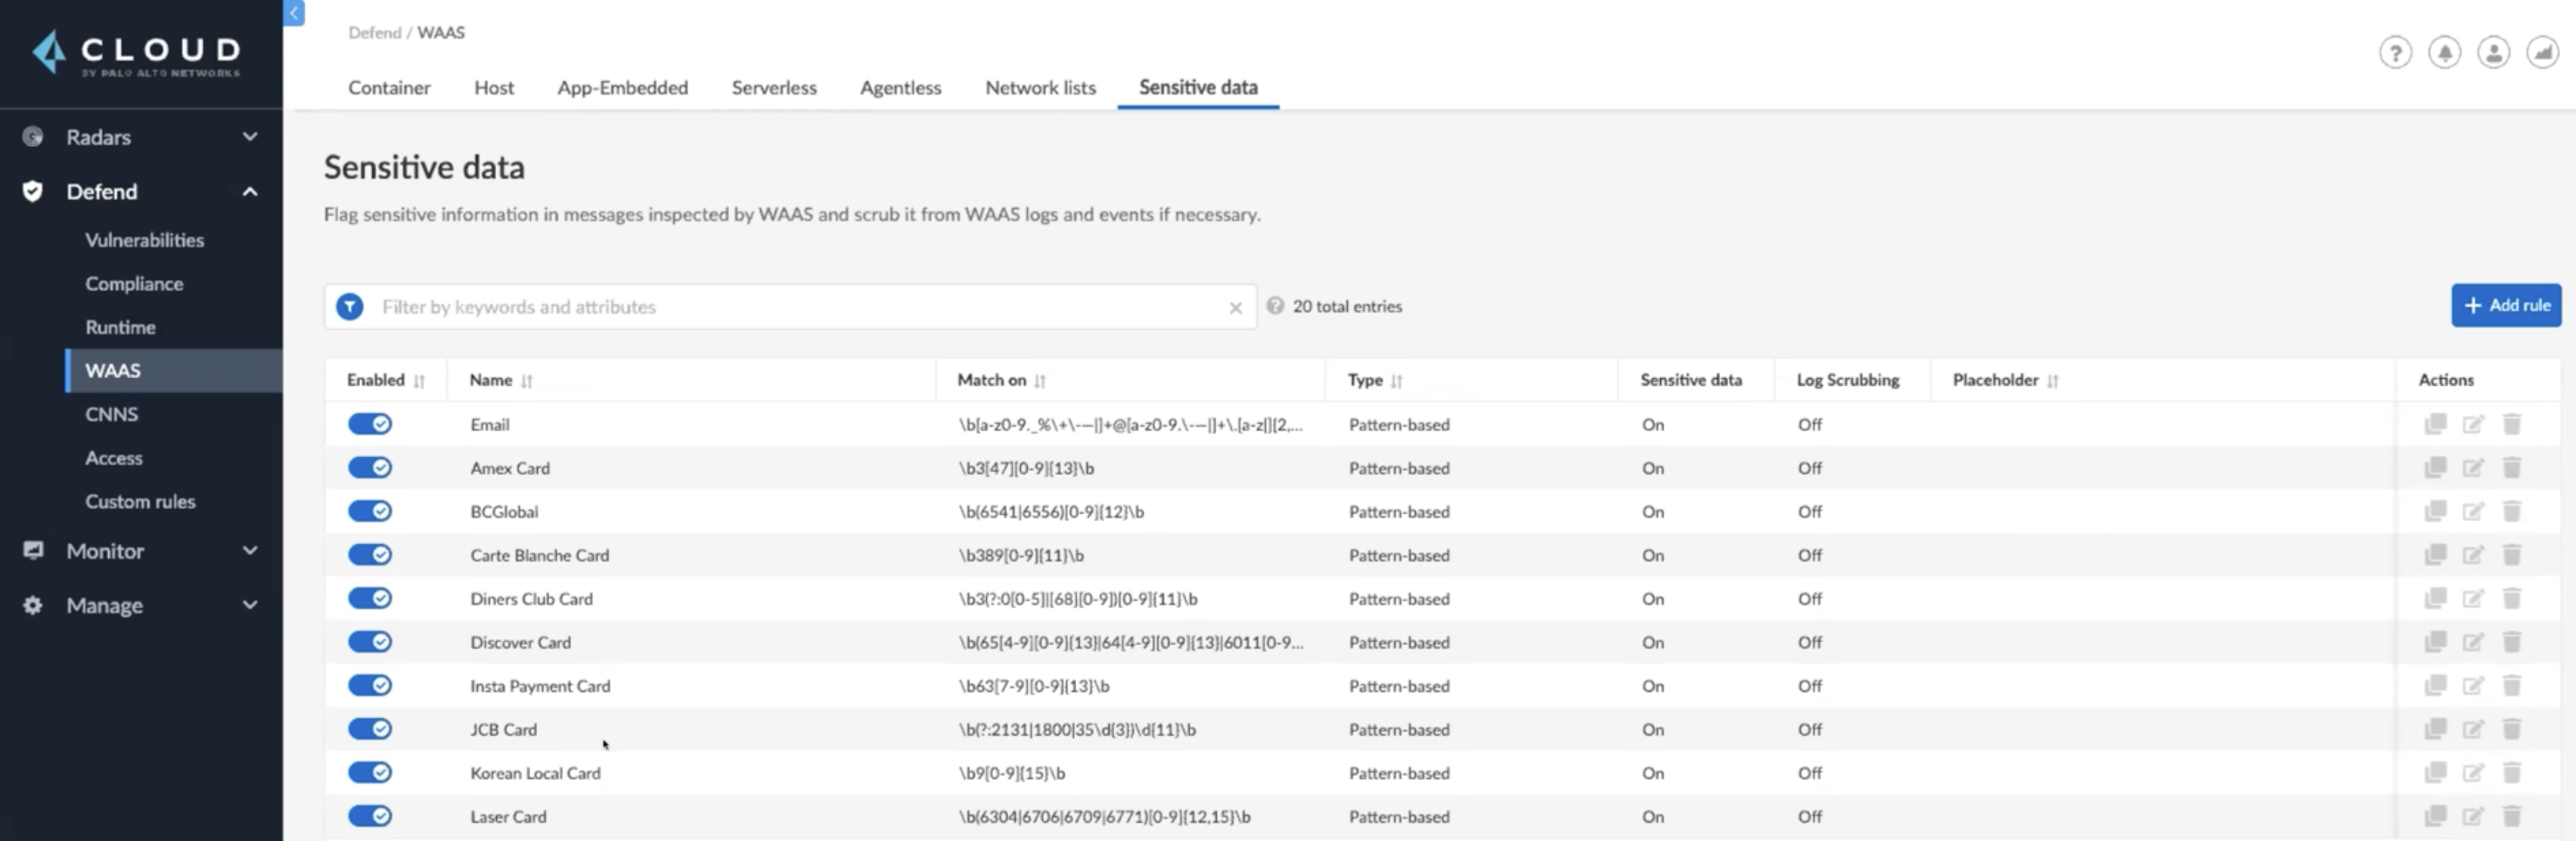 CLOUD
BY PALO ALTO NETWORKS
Radars
Defend
Vulnerabilities
Compliance
Runtime
WAAS
CNNS
Access
Custom rules
Monitor
Manage
Defend / WAAS
Container Host App-Embedded Serverless Agentless Network lists Sensitive data
Sensitive data
Flag sensitive information in messages inspected by WAAS and scrub it from WAAS logs and events if necessary.
Filter by keywords and attributes
20 total entries
+ Add rule
Enabled Name Match on Type Sensitive data Log Scrubbing Placeholder Actions
Email \b[a-z0-9._%\+\-—|]+@[a-z0-9.\-—|]+\.[a-z|]{2,... Pattern-based On Off
Amex Card \b3[47][0-9]{13}\b Pattern-based On Off
BCGlobal \b(6541|6556)[0-9]{12}\b Pattern-based On Off
Carte Blanche Card \b389[0-9]{11}\b Pattern-based On Off
Diners Club Card \b3(?:0[0-5]|[68][0-9])[0-9]{11}\b Pattern-based On Off
Discover Card \b(65[4-9][0-9]{13}|64[4-9][0-9]{13}|6011[0-9... Pattern-based On Off
Insta Payment Card \b63[7-9][0-9]{13}\b Pattern-based On Off
JCB Card \b(?:2131|1800|35\d{3})\d{11}\b Pattern-based On Off
Korean Local Card \b9[0-9]{15}\b Pattern-based On Off
Laser Card \b(6304|6706|6709|6771)[0-9]{12,15}\b Pattern-based On Off